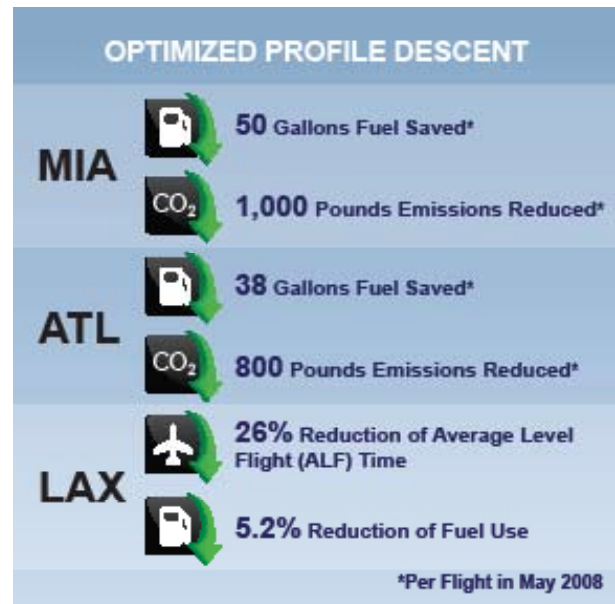 OPTIMIZED PROFILE DESCENT
MIA
50 Gallons Fuel Saved*
CO₂
1,000 Pounds Emissions Reduced*
ATL
38 Gallons Fuel Saved*
CO₂
800 Pounds Emissions Reduced*
LAX
26% Reduction of Average Level
Flight (ALF) Time
5.2% Reduction of Fuel Use
*Per Flight in May 2008